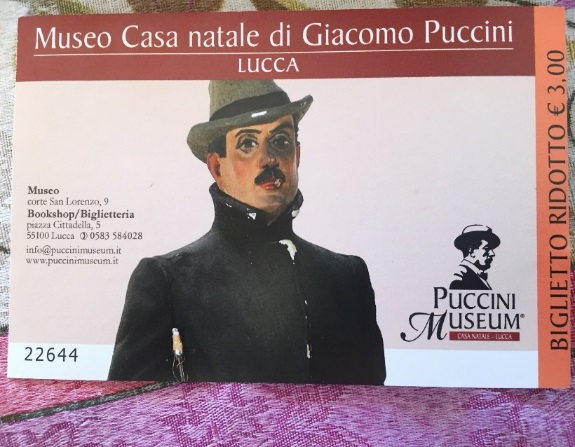 Museo Casa natale di Giacomo Puccini
LUCCA
Museo
corte San Lorenzo, 9
Bookshop/Biglietteria
piazza Cittadella, 5
55100 Lucca ✆ 0583 584028
info@puccinimuseum.it
www.puccinimuseum.it
22644
PUCCINI
MUSEUM®
CASA NATALE - LUCCA
BIGLIETTO RIDOTTO € 3,00